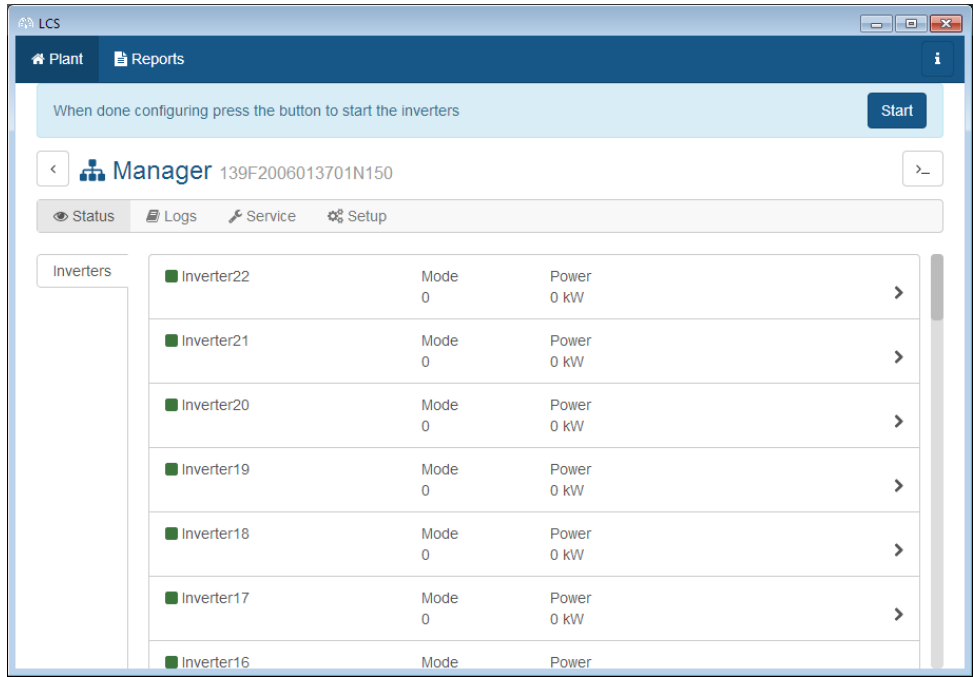 LCS
Plant Reports i
When done configuring press the button to start the inverters Start
Manager 139F2006013701N150 >_
Status Logs Service Setup
Inverters
Inverter22 Mode Power
0 0 kW
Inverter21 Mode Power
0 0 kW
Inverter20 Mode Power
0 0 kW
Inverter19 Mode Power
0 0 kW
Inverter18 Mode Power
0 0 kW
Inverter17 Mode Power
0 0 kW
Inverter16 Mode Power